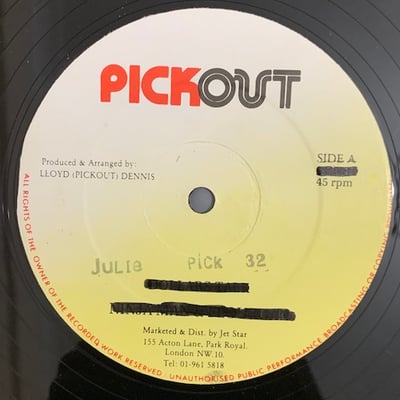 PICKOUT
Produced & Arranged by:
LLOYD (PICKOUT) DENNIS
SIDE A
45 rpm
Julie PICK 32
Marketed & Dist. by Jet Star
155 Acton Lane, Park Royal.
London NW.10.
Tel: 01-961 5818
ALL RIGHTS OF THE OWNER OF THE RECORDED WORK RESERVED. UNAUTHORISED PUBLIC PERFORMANCE BROADCASTING OR COPYING